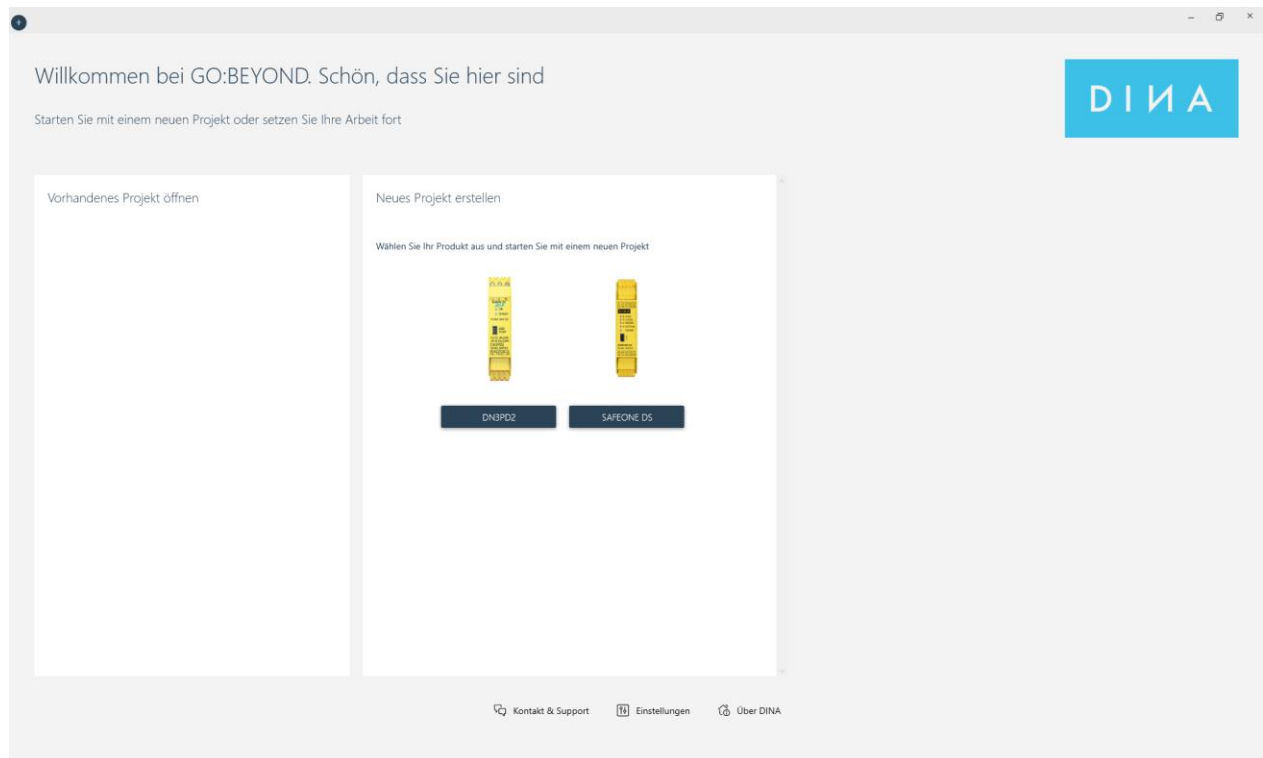 Willkommen bei GO:BEYOND. Schön, dass Sie hier sind
DINA
Starten Sie mit einem neuen Projekt oder setzen Sie Ihre Arbeit fort
Vorhandenes Projekt öffnen
Neues Projekt erstellen
Wählen Sie Ihr Produkt aus und starten Sie mit einem neuen Projekt
DN3PD2
SAFEONE DS
Kontakt & Support
Einstellungen
Über DINA